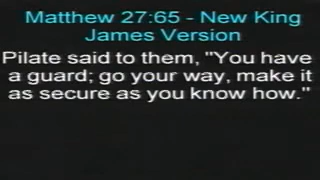 Matthew 27:65 - New King
James Version
Pilate said to them, "You have
a guard; go your way, make it
as secure as you know how."